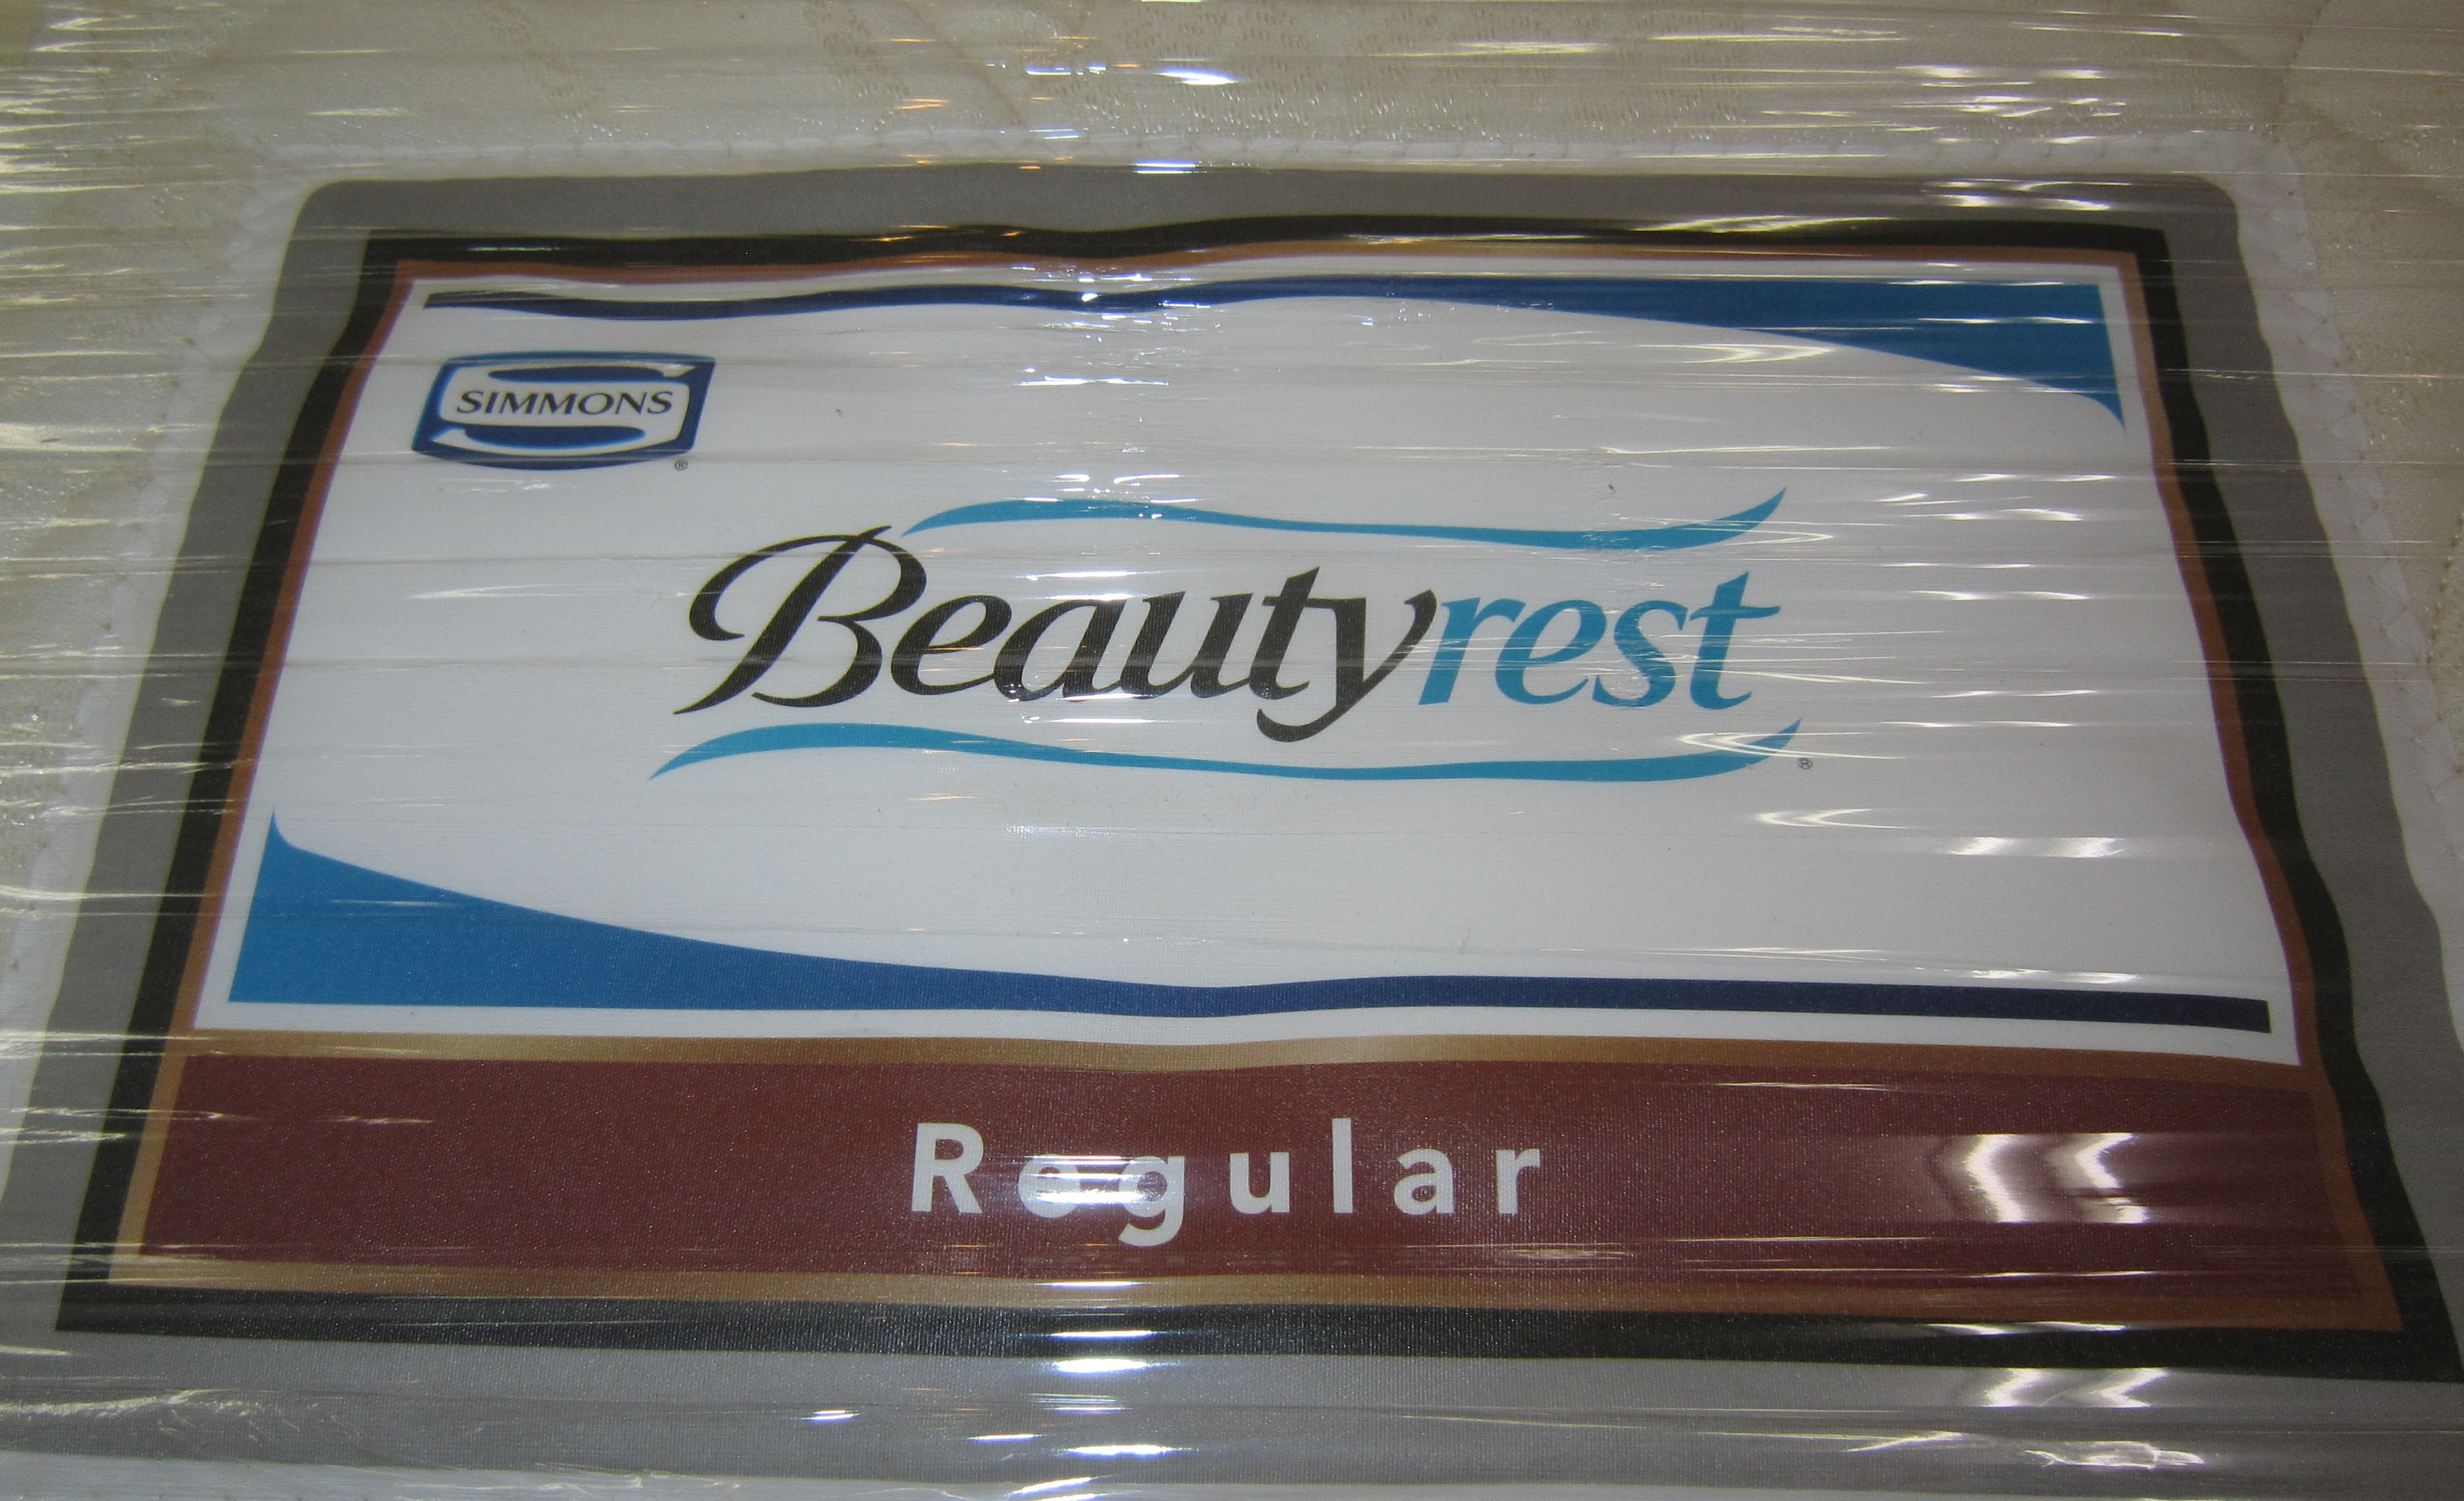 SIMMONS
®
Beautyrest
®
Regular